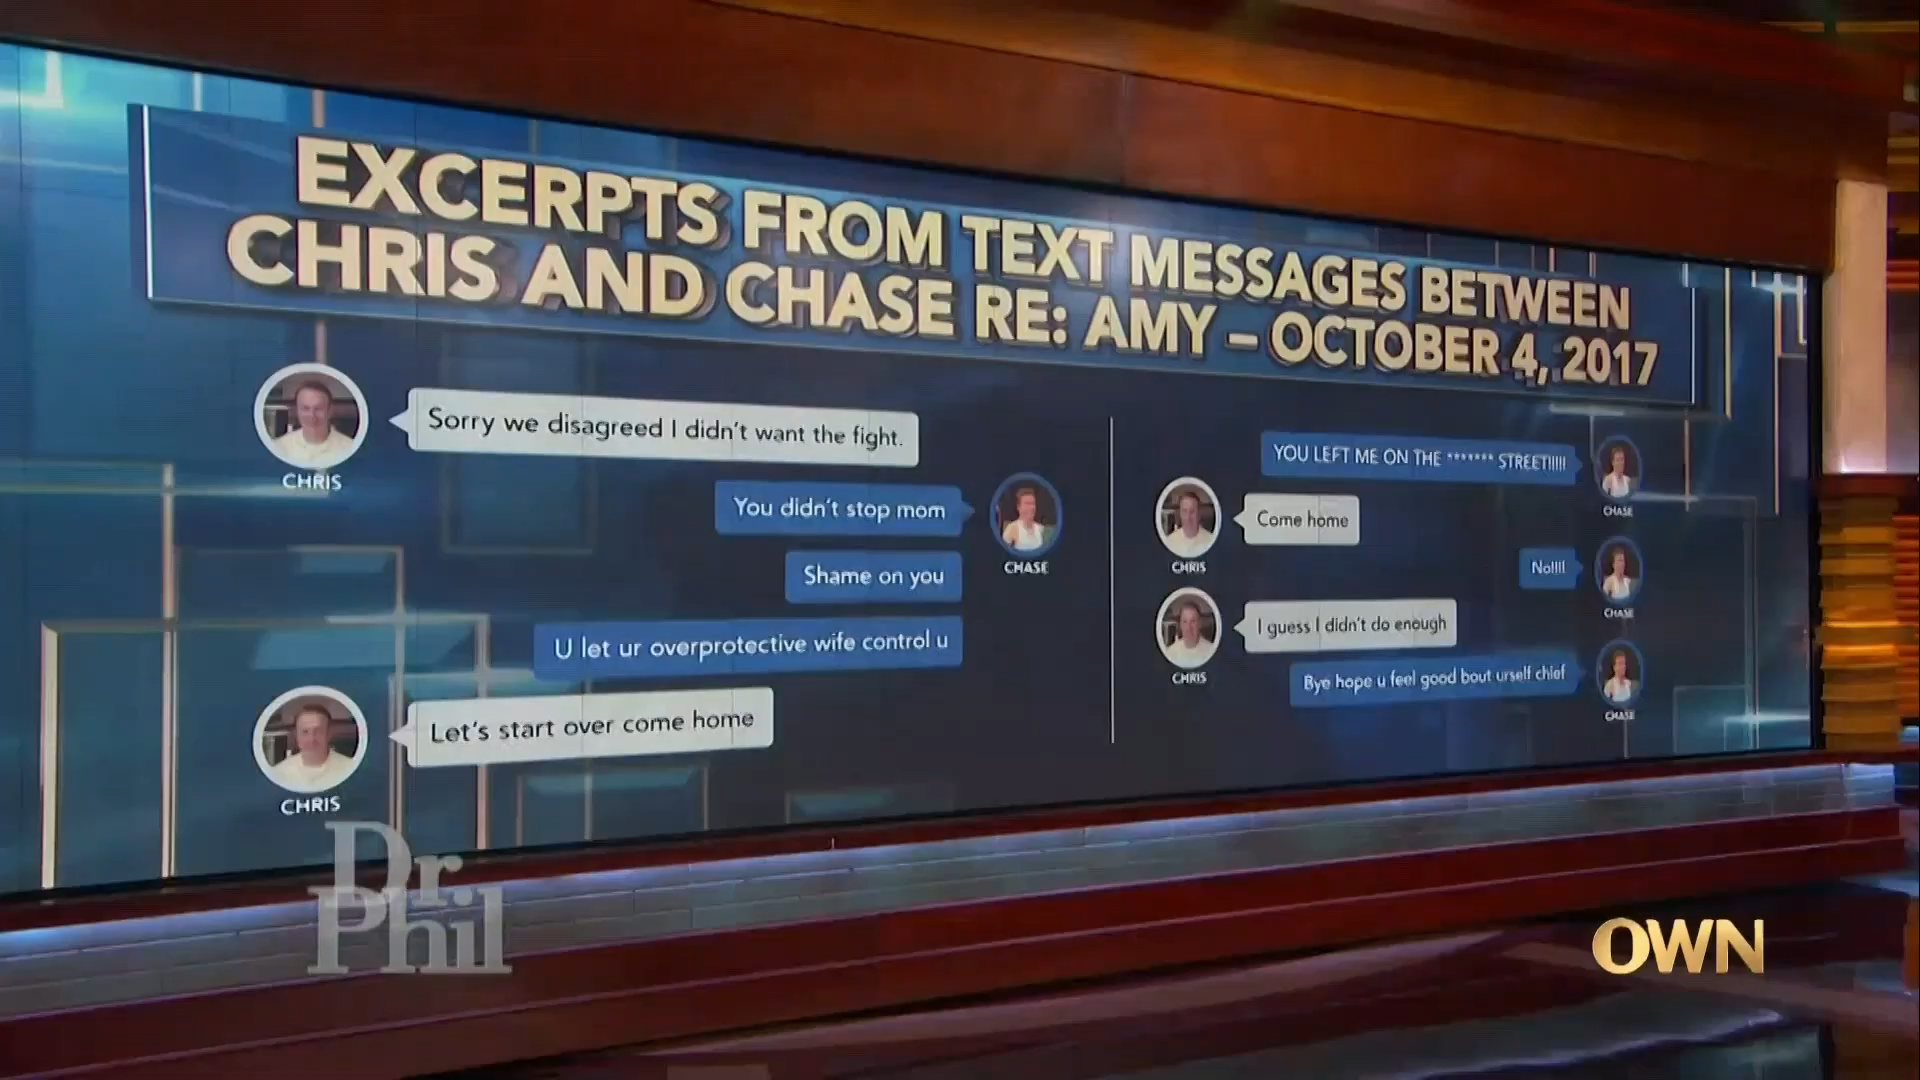 EXCERPTS FROM TEXT MESSAGES BETWEEN
CHRIS AND CHASE RE: AMY – OCTOBER 4, 2017
Sorry we disagreed I didn't want the fight.
CHRIS
You didn't stop mom
CHASE
Shame on you
U let ur overprotective wife control u
Let's start over come home
CHRIS
YOU LEFT ME ON THE ******* STREET!!!!!
CHASE
Come home
CHRIS
No!!!!
CHASE
I guess I didn't do enough
CHRIS
Bye hope u feel good bout urself chief
CHASE
Dr.
Phil
OWN